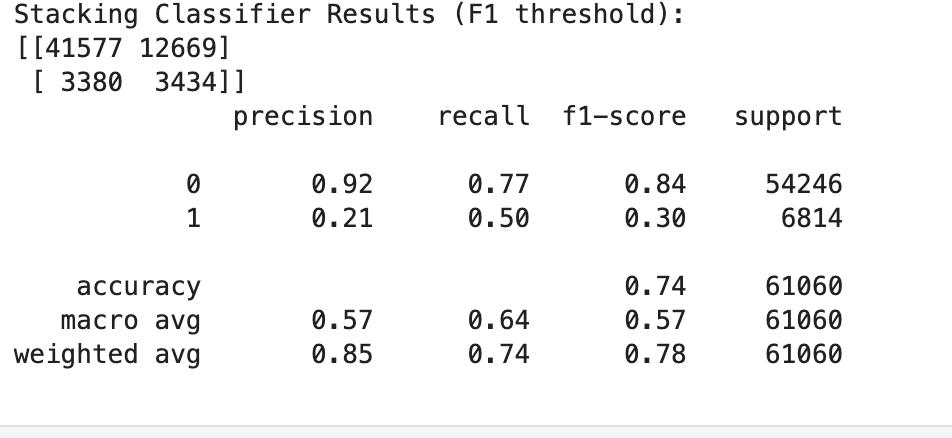 Stacking Classifier Results (F1 threshold):
[[41577 12669]
 [ 3380  3434]]
              precision    recall  f1-score   support

           0       0.92      0.77      0.84     54246
           1       0.21      0.50      0.30      6814

    accuracy                           0.74     61060
   macro avg       0.57      0.64      0.57     61060
weighted avg       0.85      0.74      0.78     61060